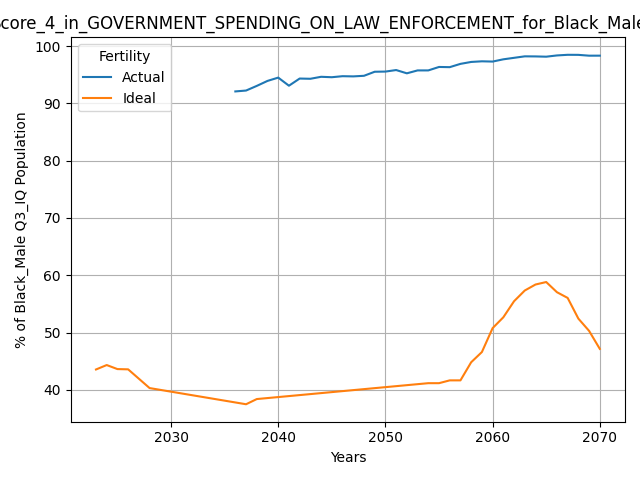 core_4_in_GOVERNMENT_SPENDING_ON_LAW_ENFORCEMENT_for_Black_Male
Fertility
Actual
Ideal
100
90
80
70
60
50
40
% of Black_Male Q3_IQ Population
2030 2040 2050 2060 2070
Years